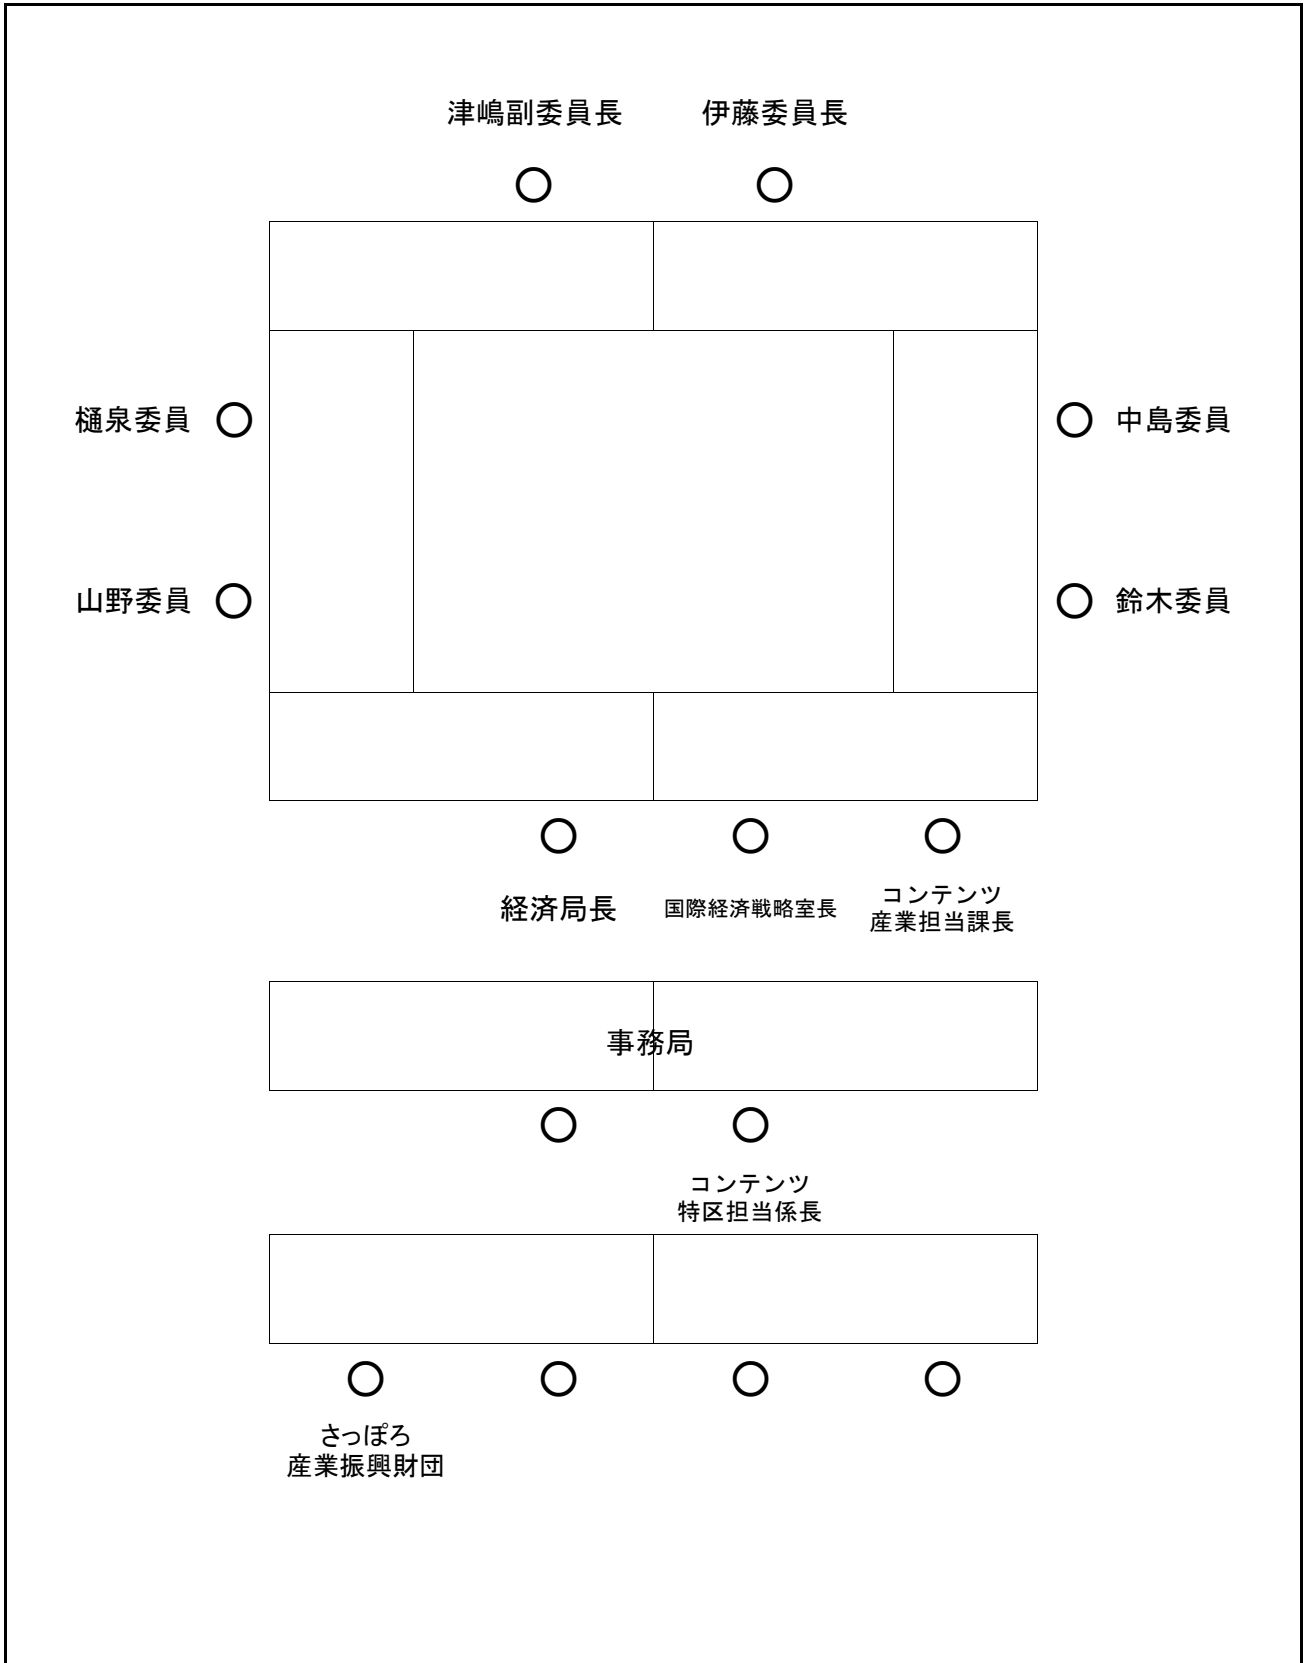 津嶋副委員長
伊藤委員長
樋泉委員
中島委員
山野委員
鈴木委員
経済局長
国際経済戦略室長
コンテンツ
産業担当課長
事務局
コンテンツ
特区担当係長
さっぽろ
産業振興財団